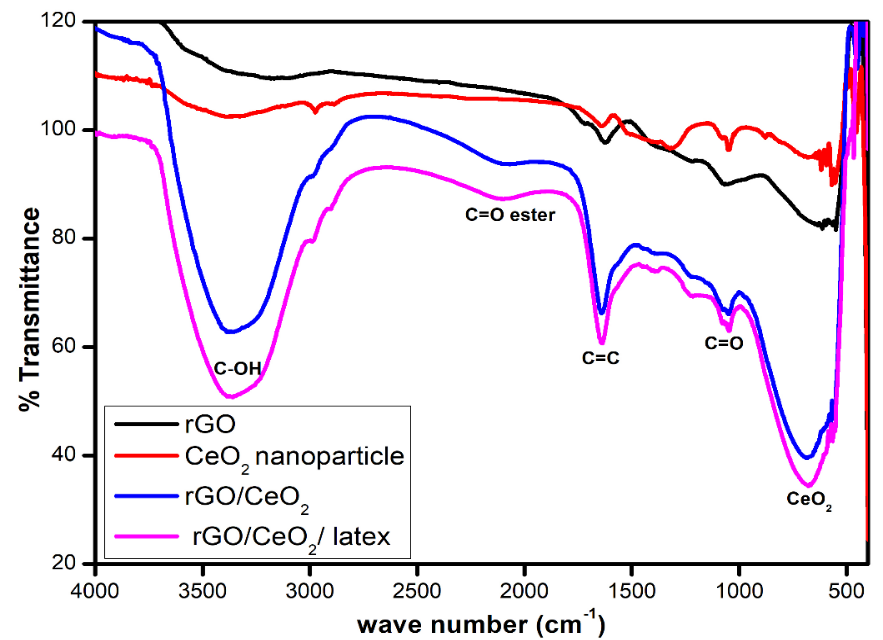 120
100
80
60
40
20
% Transmittance
C-OH
C=O ester
C=C
C=O
CeO₂
rGO
CeO₂ nanoparticle
rGO/CeO₂
rGO/CeO₂/ latex
4000 3500 3000 2500 2000 1500 1000 500
wave number (cm⁻¹)